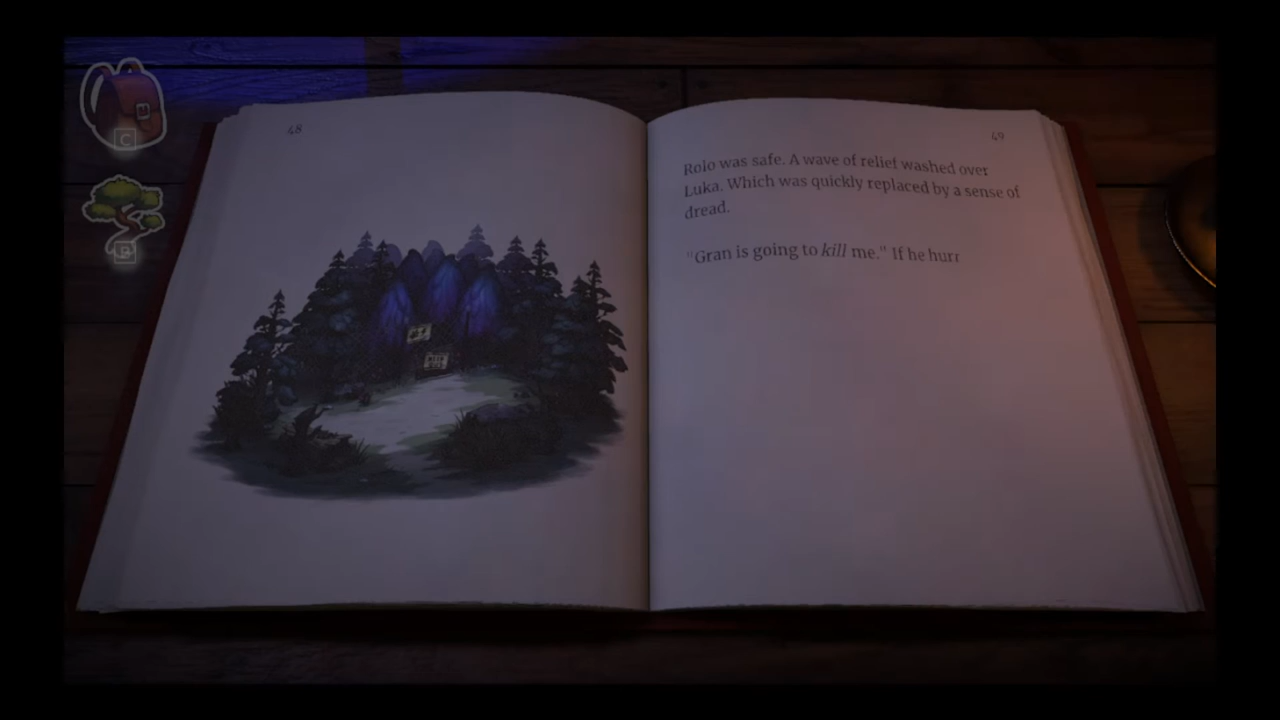 48
49
C
Rolo was safe. A wave of relief washed over
Luka. Which was quickly replaced by a sense of
dread.
"Gran is going to kill me." If he hurr